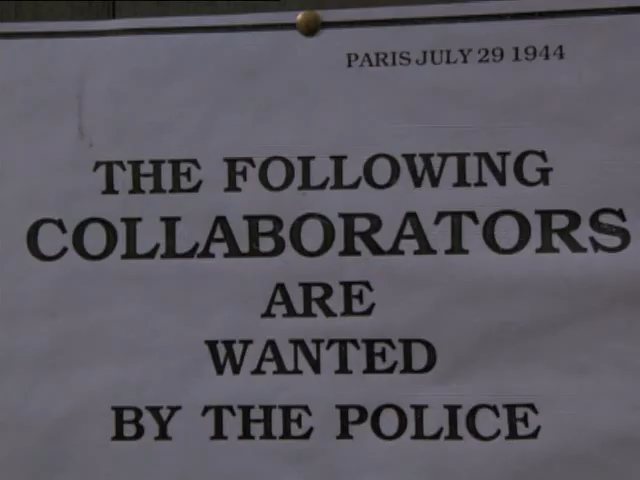 PARIS JULY 29 1944
THE FOLLOWING
COLLABORATORS
ARE
WANTED
BY THE POLICE